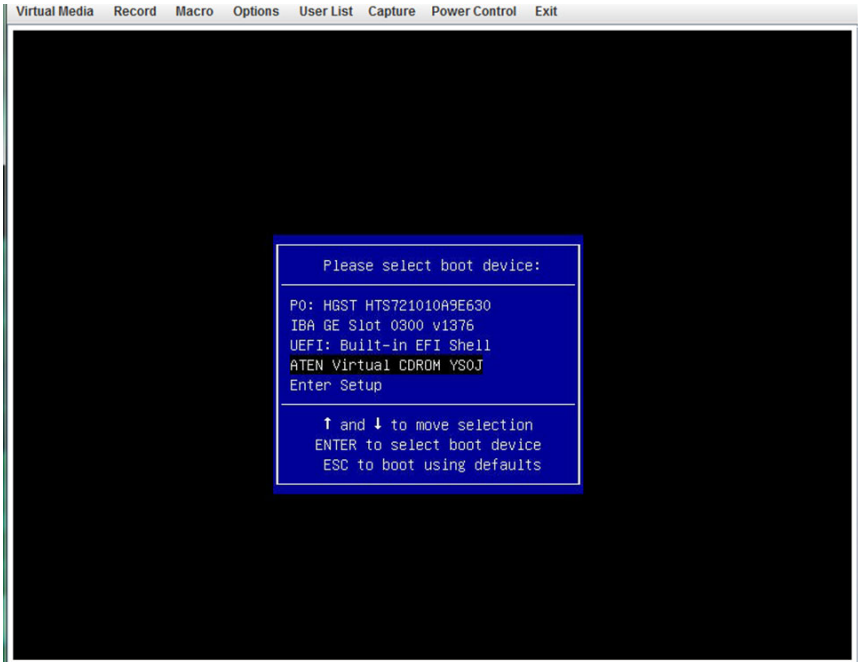 Virtual Media Record Macro Options User List Capture Power Control Exit
Please select boot device:
P0: HGST HTS721010A9E630
IBA GE Slot 0300 v1376
UEFI: Built-in EFI Shell
ATEN Virtual CDROM YS0J
Enter Setup
↑ and ↓ to move selection
ENTER to select boot device
ESC to boot using defaults